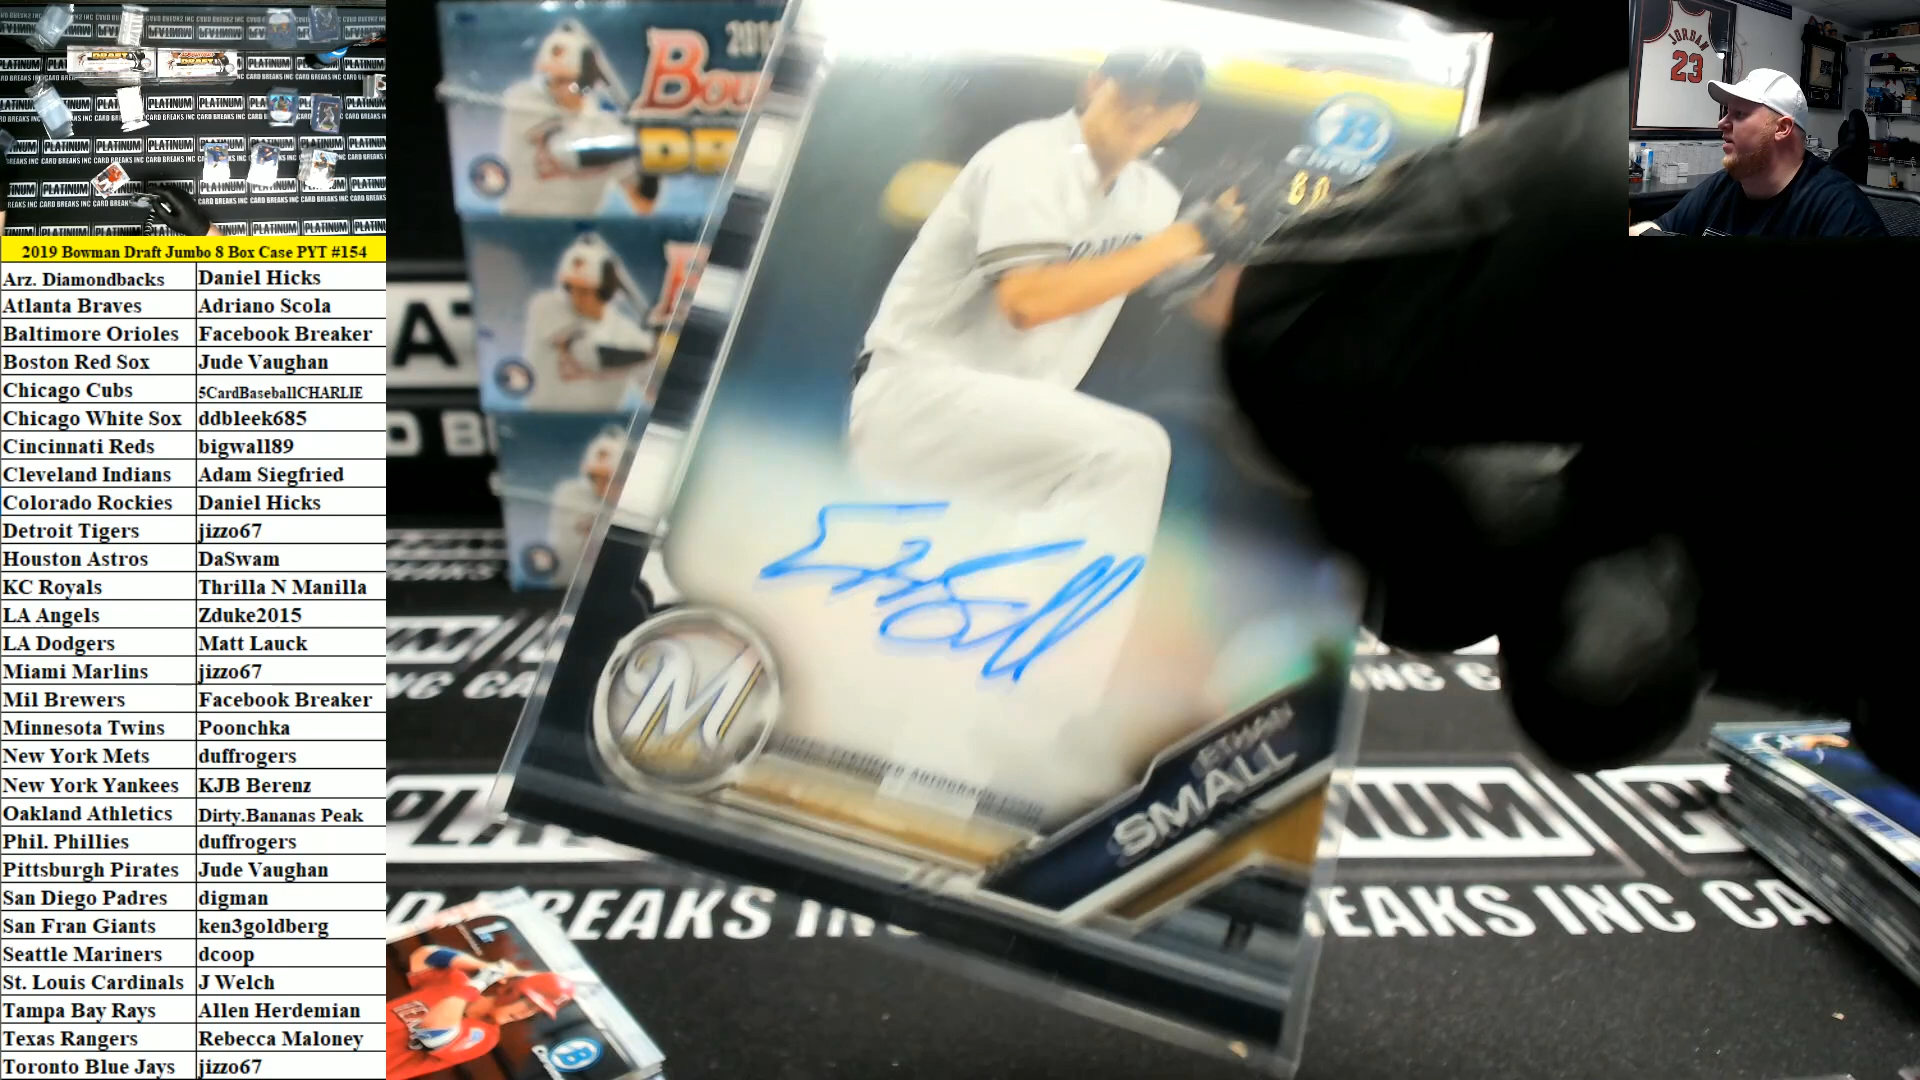 2019 Bowman Draft Jumbo 8 Box Case PYT #154
Arz. Diamondbacks Daniel Hicks
Atlanta Braves Adriano Scola
Baltimore Orioles Facebook Breaker
Boston Red Sox Jude Vaughan
Chicago Cubs 5CardBaseballCHARLIE
Chicago White Sox ddbleek685
Cincinnati Reds bigwall89
Cleveland Indians Adam Siegfried
Colorado Rockies Daniel Hicks
Detroit Tigers jizzo67
Houston Astros DaSwam
KC Royals Thrilla N Manilla
LA Angels Zduke2015
LA Dodgers Matt Lauck
Miami Marlins jizzo67
Mil Brewers Facebook Breaker
Minnesota Twins Poonchka
New York Mets duffrogers
New York Yankees KJB Berenz
Oakland Athletics Dirty.Bananas Peak
Phil. Phillies duffrogers
Pittsburgh Pirates Jude Vaughan
San Diego Padres digman
San Fran Giants ken3goldberg
Seattle Mariners dcoop
St. Louis Cardinals J Welch
Tampa Bay Rays Allen Herdemian
Texas Rangers Rebecca Maloney
Toronto Blue Jays jizzo67
ETHAN
SMALL
M
B
JORDAN
23
BREAKS INC
EAKS INC CA